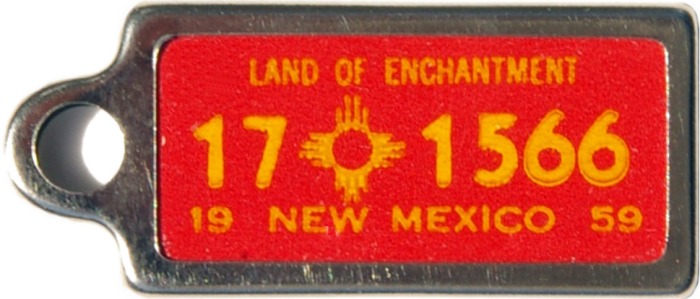 LAND OF ENCHANTMENT
17 1566
19 NEW MEXICO 59